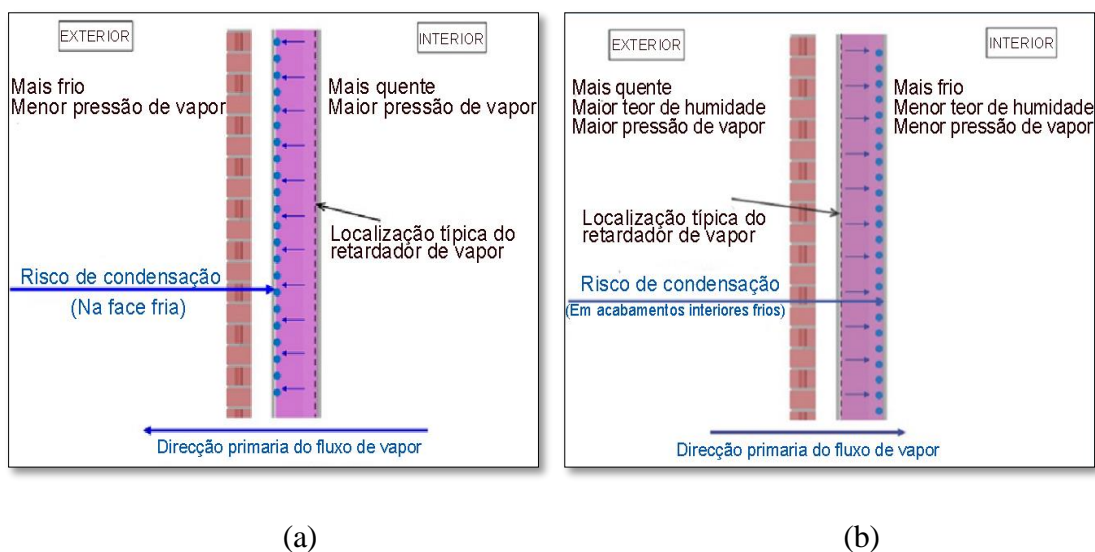 EXTERIOR
INTERIOR
Mais frio
Menor pressão de vapor
Mais quente
Maior pressão de vapor
Localização típica do
retardador de vapor
Risco de condensação
(Na face fria)
Direcção primaria do fluxo de vapor
(a)
EXTERIOR
INTERIOR
Mais quente
Maior teor de humidade
Maior pressão de vapor
Mais frio
Menor teor de humidade
Menor pressão de vapor
Localização típica do
retardador de vapor
Risco de condensação
(Em acabamentos interiores frios)
Direcção primaria do fluxo de vapor
(b)